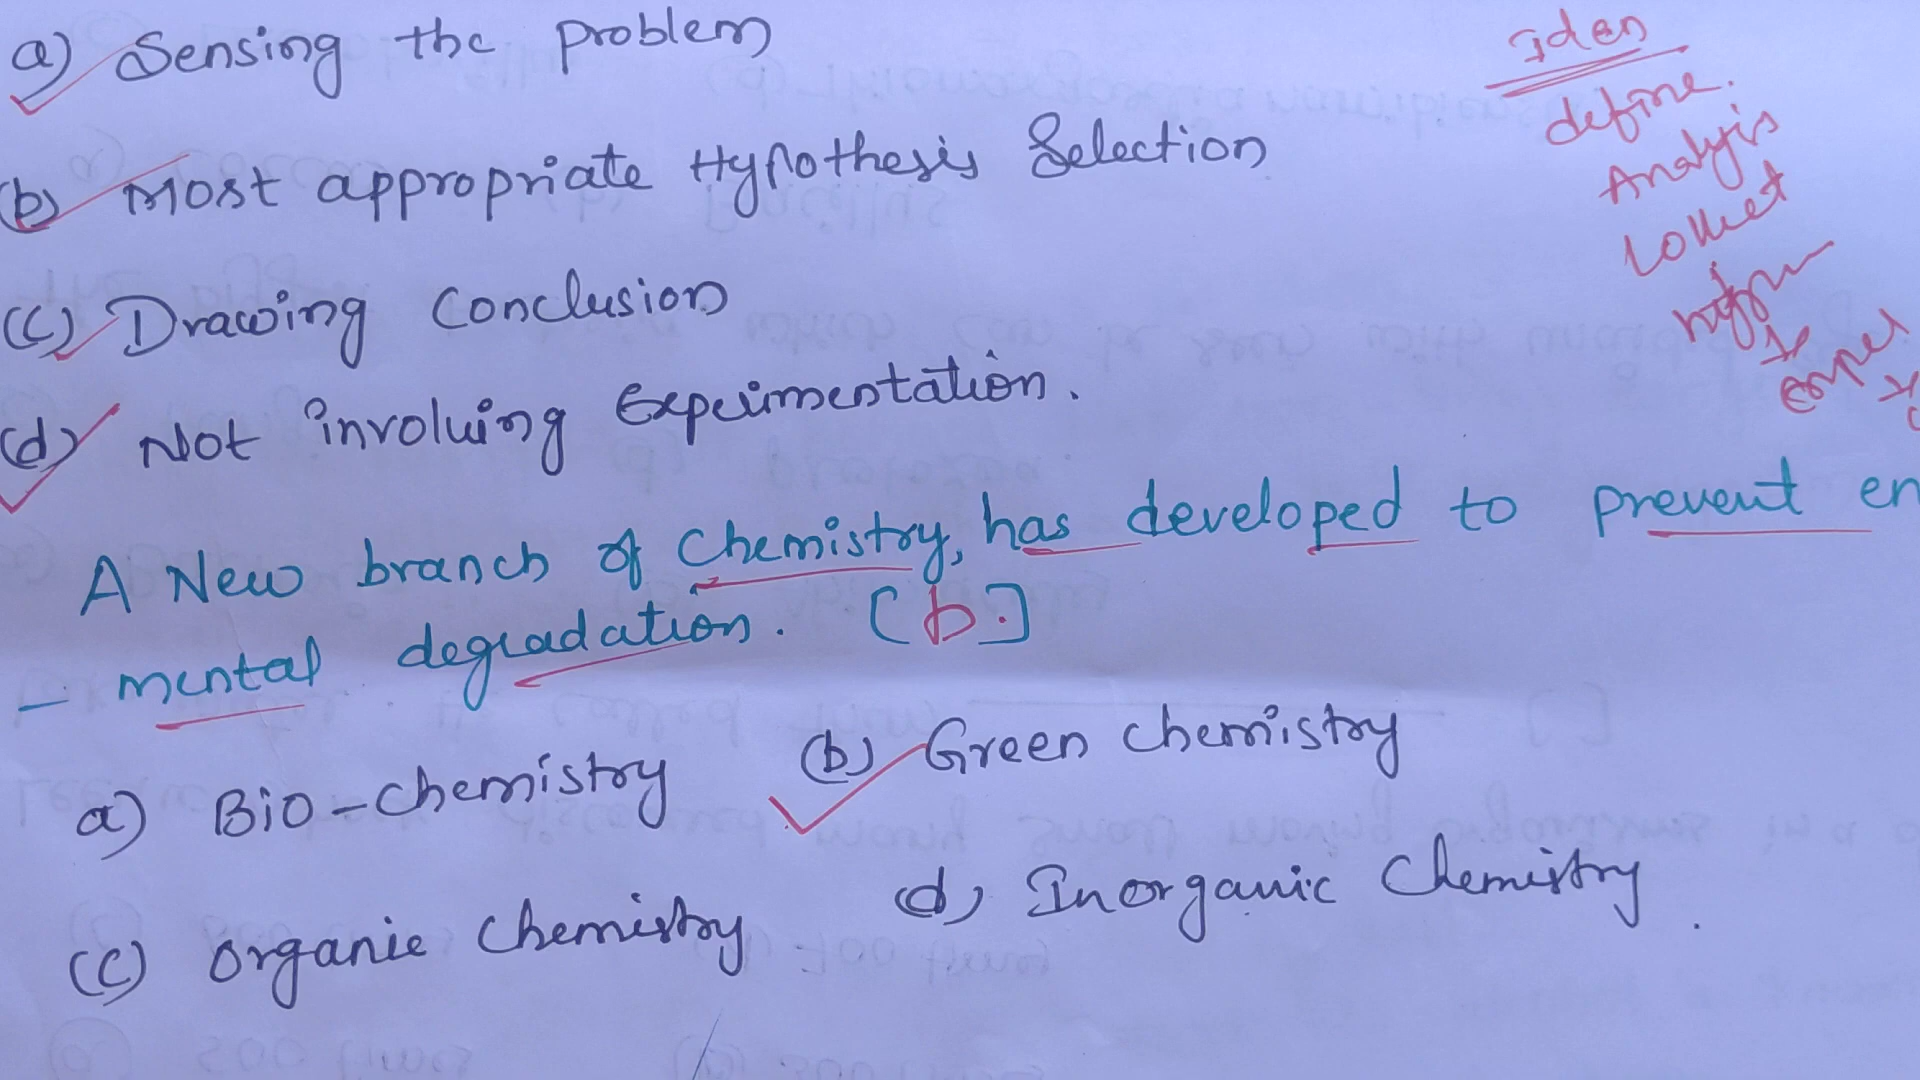 a) Sensing the problem
(b) Most appropriate Hypothesis Selection
(c) Drawing Conclusion
(d) Not involving Experimentation.
Iden
define.
Analysis
Collect
A New branch of Chemistry, has developed to prevent en
- mental degradation. [b.]
a) Bio-chemistry (b) Green chemistry
(c) organic chemistry d) Inorganic Chemistry.